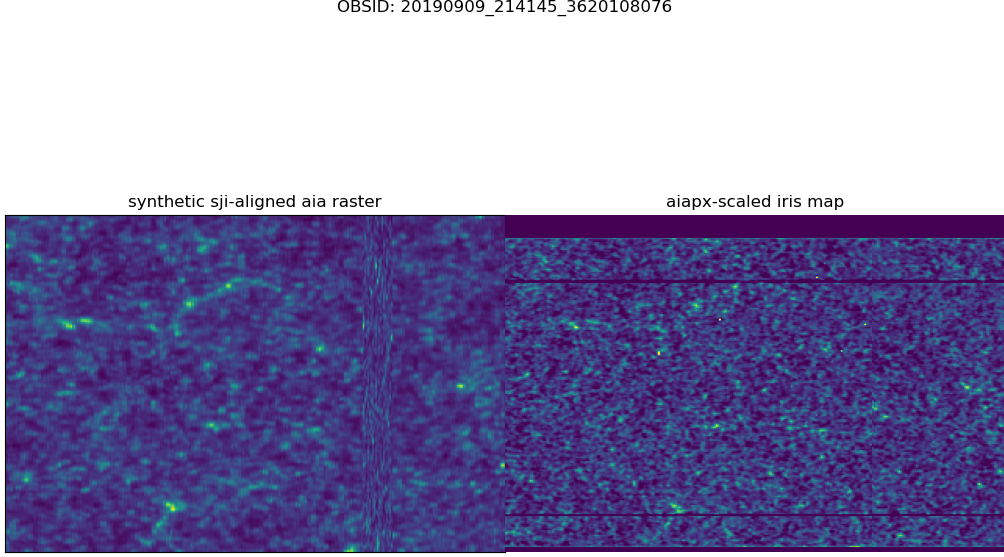 OBSID: 20190909_214145_3620108076
synthetic sji-aligned aia raster
aiapx-scaled iris map